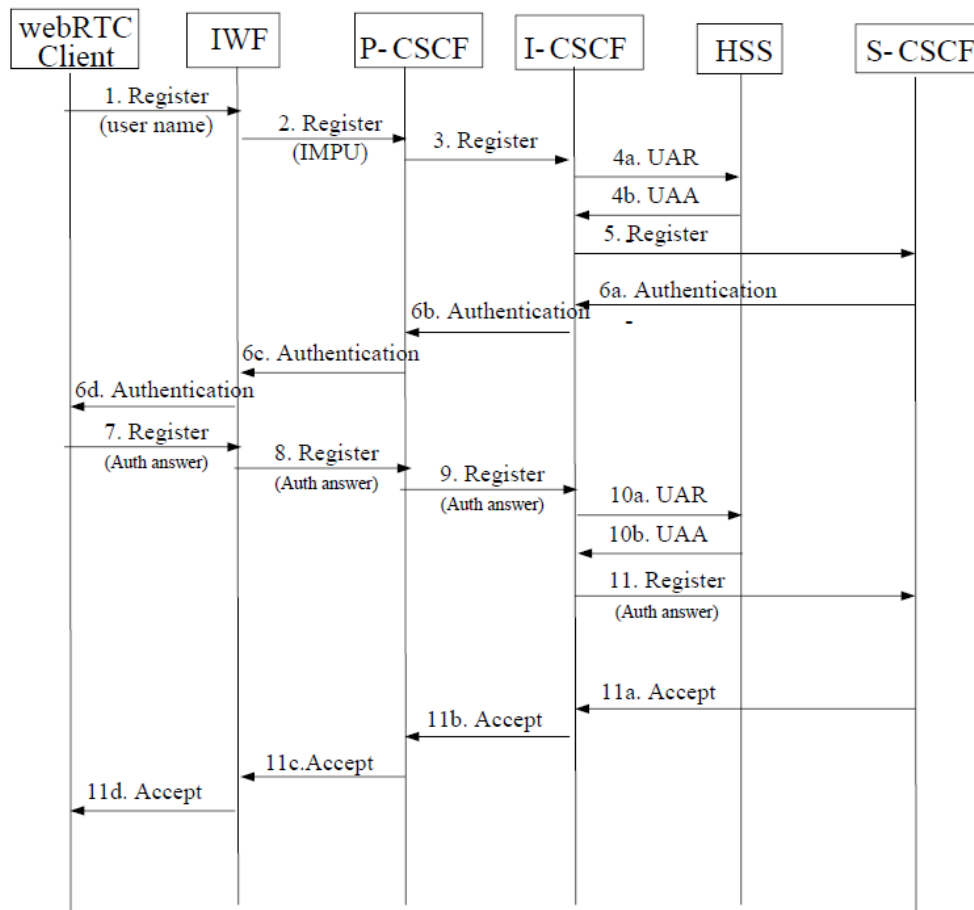 webRTC
Client
IWF
P- CSCF
I- CSCF
HSS
S- CSCF
1. Register
(user name)
2. Register
(IMPU)
3. Register
4a. UAR
4b. UAA
5. Register
6a. Authentication
6b. Authentication
-
6c. Authentication
6d. Authentication
7. Register
(Auth answer)
8. Register
(Auth answer)
9. Register
(Auth answer)
10a. UAR
10b. UAA
11. Register
(Auth answer)
11a. Accept
11b. Accept
11c.Accept
11d. Accept